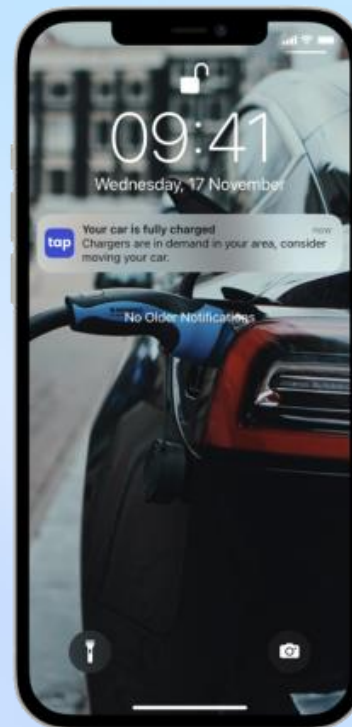 09:41
Wednesday, 17 November
tap
Your car is fully charged
now
Chargers are in demand in your area, consider
moving your car.
No Older Notifications